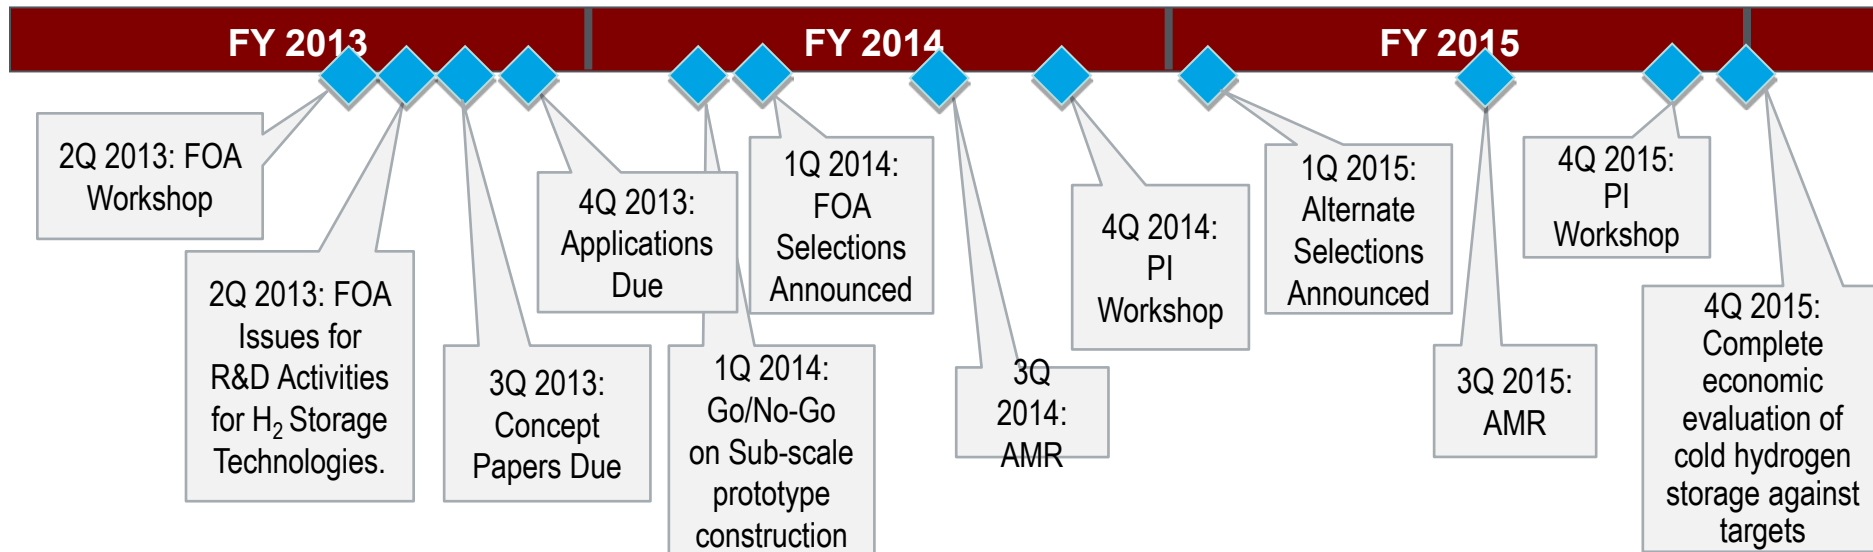 FY 2013
FY 2014
FY 2015
2Q 2013: FOA
Workshop
2Q 2013: FOA
Issues for
R&D Activities
for H₂ Storage
Technologies.
3Q 2013:
Concept
Papers Due
4Q 2013:
Applications
Due
1Q 2014:
Go/No-Go
on Sub-scale
prototype
construction
1Q 2014:
FOA
Selections
Announced
3Q
2014:
AMR
4Q 2014:
PI
Workshop
1Q 2015:
Alternate
Selections
Announced
3Q 2015:
AMR
4Q 2015:
PI
Workshop
4Q 2015:
Complete
economic
evaluation of
cold hydrogen
storage against
targets